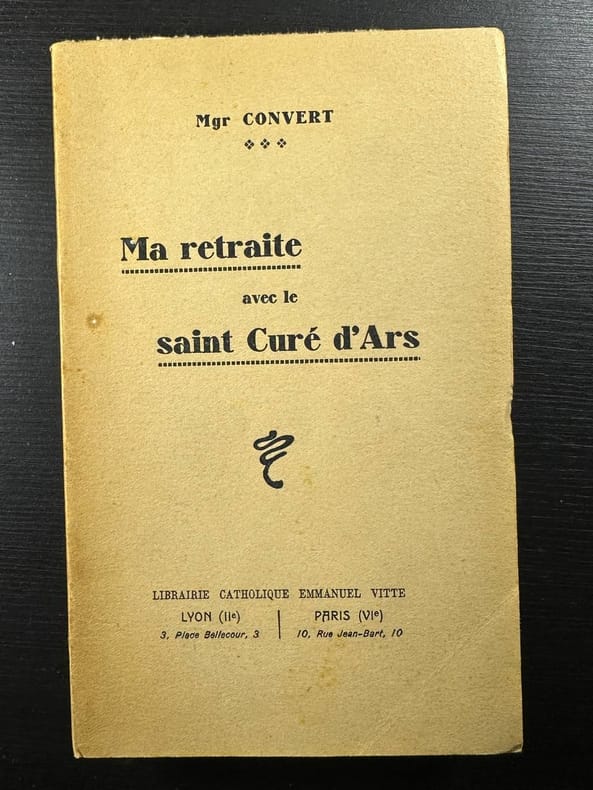 Mgr CONVERT
Ma retraite
avec le
saint Curé d'Ars
LIBRAIRIE CATHOLIQUE EMMANUEL VITTE
LYON (IIe) PARIS (VIe)
3, Place Bellecour, 3 10, Rue Jean-Bart, 10